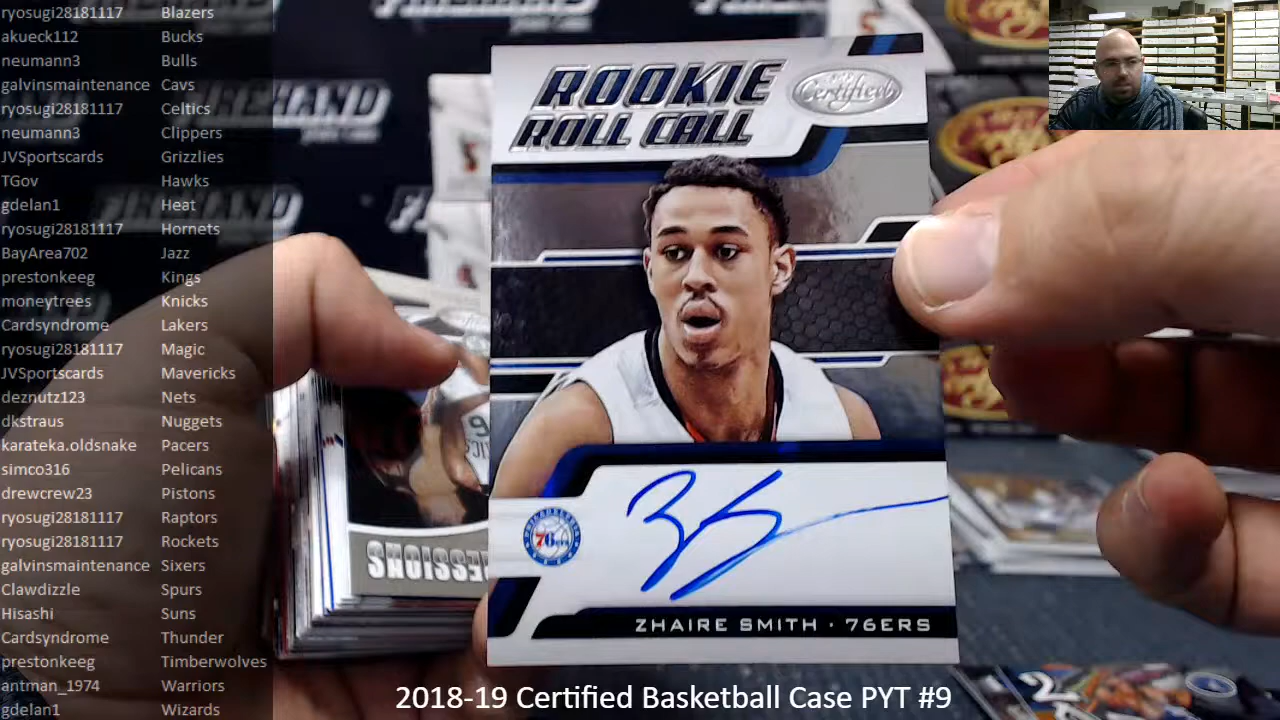 ryosugi28181117 Blazers
akueck112 Bucks
neumann3 Bulls
galvinsmaintenance Cavs
ryosugi28181117 Celtics
neumann3 Clippers
JVSportscards Grizzlies
TGov Hawks
gdelan1 Heat
ryosugi28181117 Hornets
BayArea702 Jazz
prestonkeeg Kings
moneytrees Knicks
Cardsyndrome Lakers
ryosugi28181117 Magic
JVSportscards Mavericks
deznutz123 Nets
dkstraus Nuggets
karateka.oldsnake Pacers
simco316 Pelicans
drewcrew23 Pistons
ryosugi28181117 Raptors
ryosugi28181117 Rockets
galvinsmaintenance Sixers
Clawdizzle Spurs
Hisashi Suns
Cardsyndrome Thunder
prestonkeeg Timberwolves
antman_1974 Warriors
gdelan1 Wizards
ROOKIE
ROLL CALL
Certified
PHILADELPHIA
76ERS
ZHAIRE SMITH · 76ERS
2018-19 Certified Basketball Case PYT #9